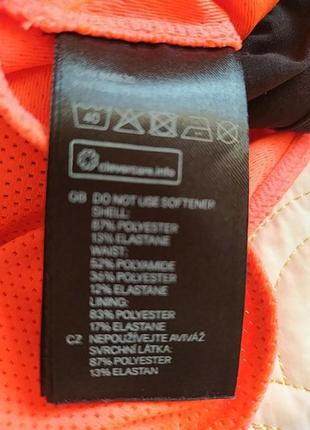 40
clevercare.info
GB DO NOT USE SOFTENER
SHELL:
87% POLYESTER
13% ELASTANE
WAIST:
52% POLYAMIDE
36% POLYESTER
12% ELASTANE
LINING:
83% POLYESTER
17% ELASTANE
CZ NEPOUŽÍVEJTE AVIVÁŽ
SVRCHNÍ LÁTKA:
87% POLYESTER
13% ELASTAN